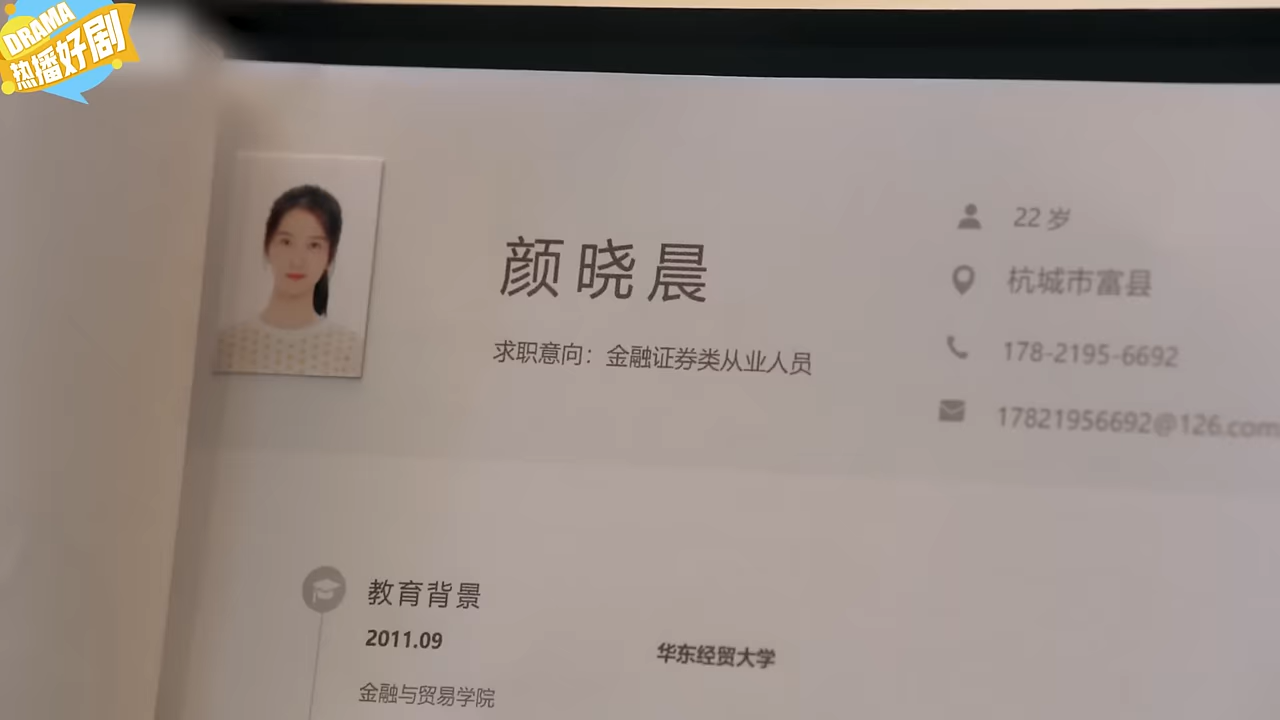 DRAMA
热播好剧
颜晓晨
求职意向：金融证券类从业人员
22岁
杭城市富县
178-2195-6692
17821956692@126.com
教育背景
2011.09
华东经贸大学
金融与贸易学院